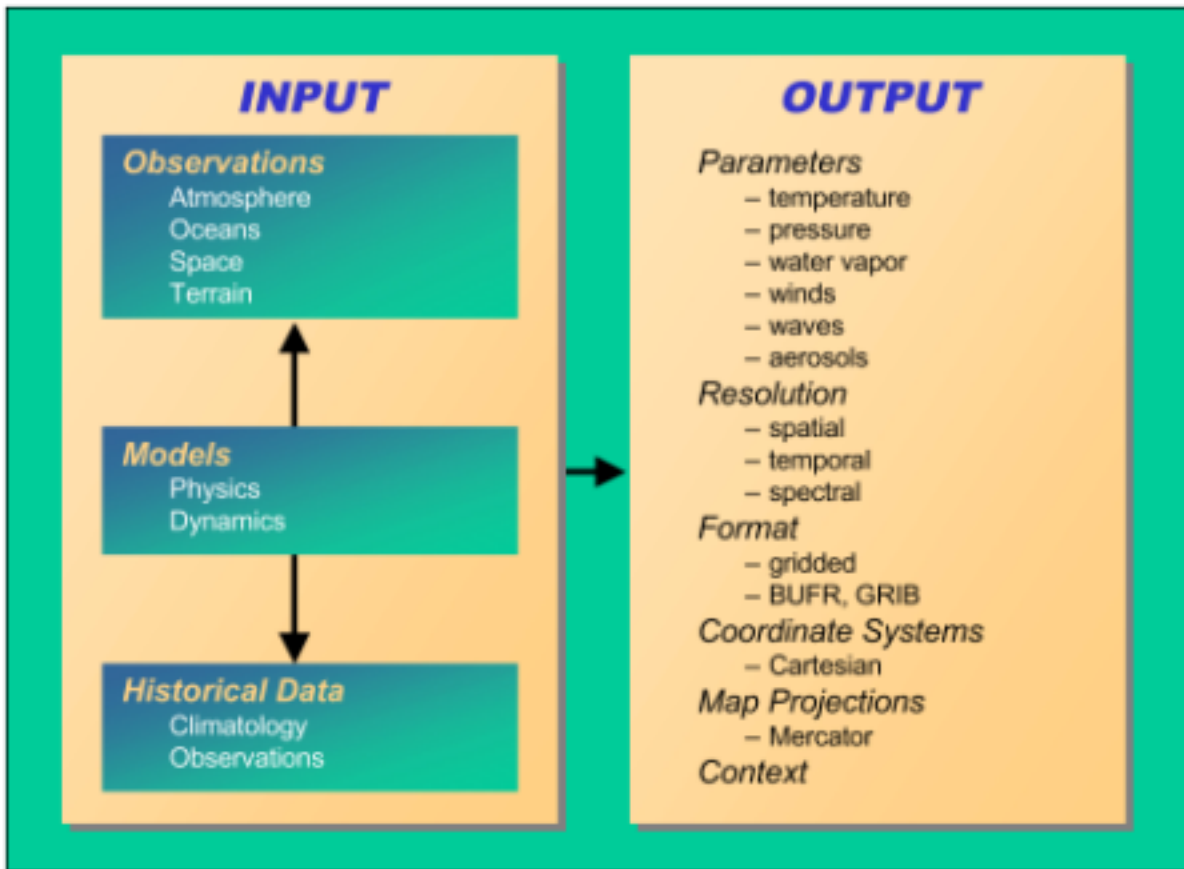 INPUT
Observations
Atmosphere
Oceans
Space
Terrain
Models
Physics
Dynamics
Historical Data
Climatology
Observations
OUTPUT
Parameters
– temperature
– pressure
– water vapor
– winds
– waves
– aerosols
Resolution
– spatial
– temporal
– spectral
Format
– gridded
– BUFR, GRIB
Coordinate Systems
– Cartesian
Map Projections
– Mercator
Context